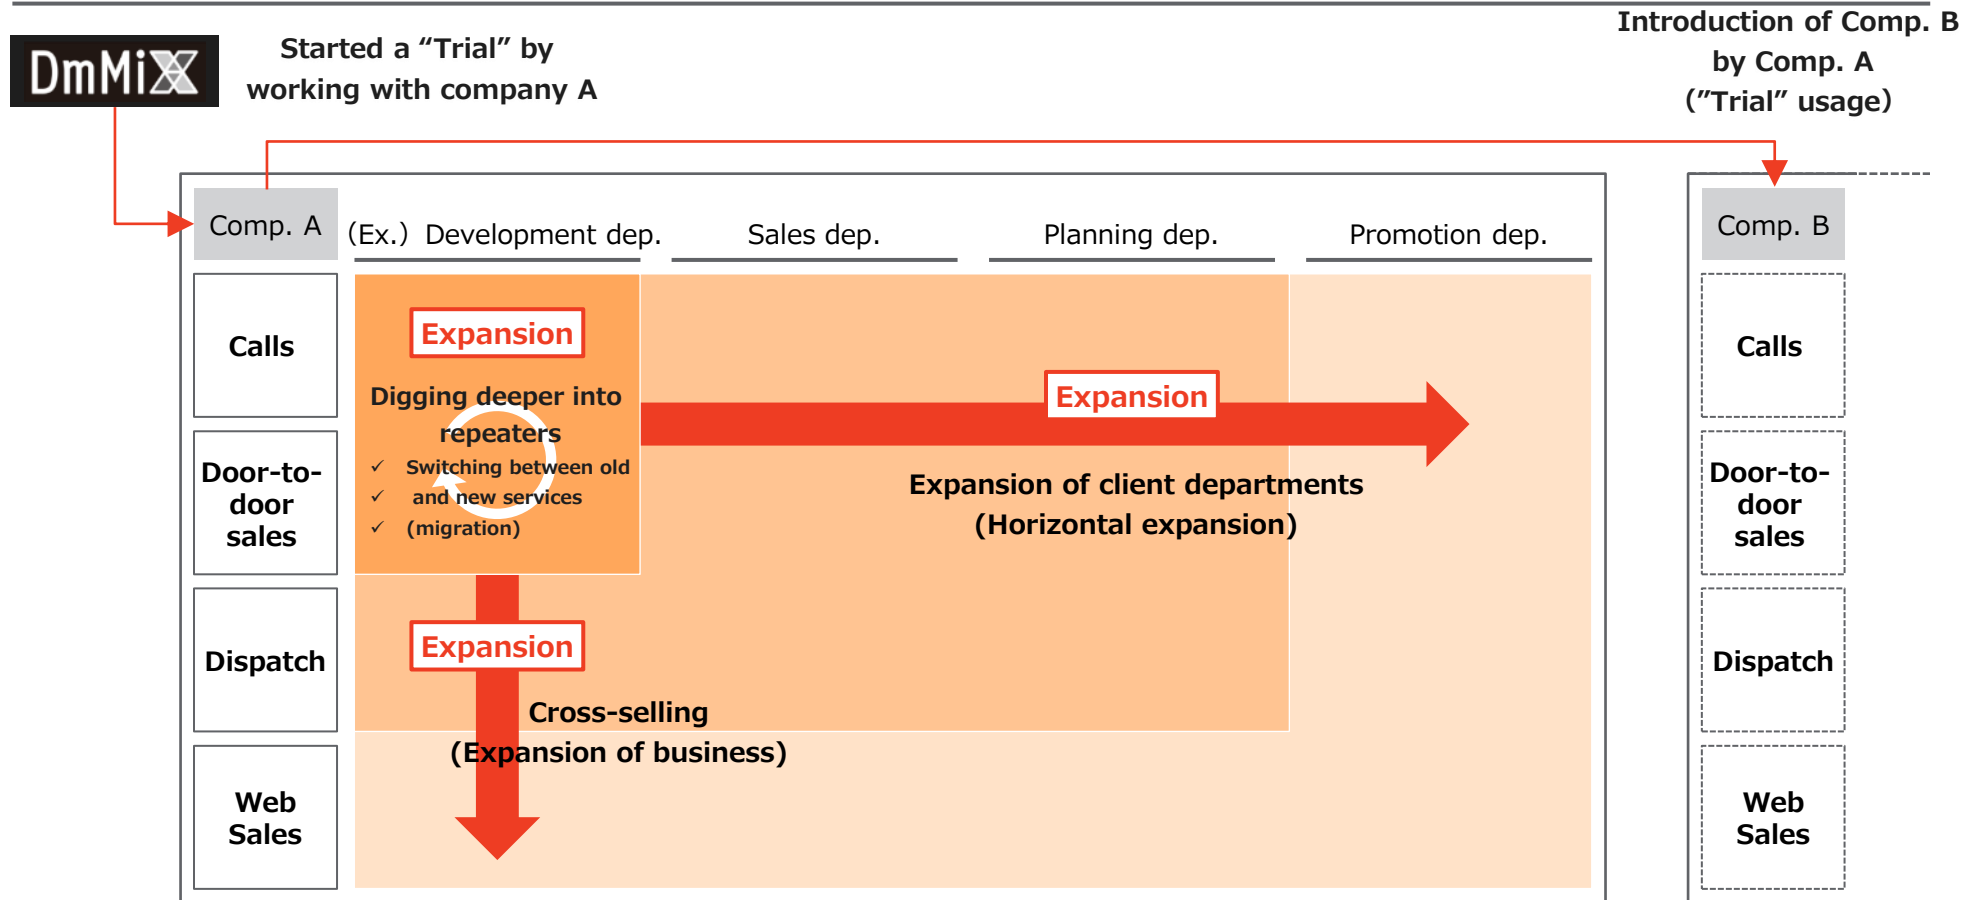 DmMiX
Started a “Trial” by
working with company A
Introduction of Comp. B
by Comp. A
(”Trial” usage)
Comp. A
(Ex.) Development dep.
Sales dep.
Planning dep.
Promotion dep.
Comp. B
Calls
Door-to-
door
sales
Dispatch
Web
Sales
Expansion
Digging deeper into
repeaters
✓ Switching between old
✓ and new services
✓ (migration)
Expansion
Expansion of client departments
(Horizontal expansion)
Expansion
Cross-selling
(Expansion of business)
Calls
Door-to-
door
sales
Dispatch
Web
Sales